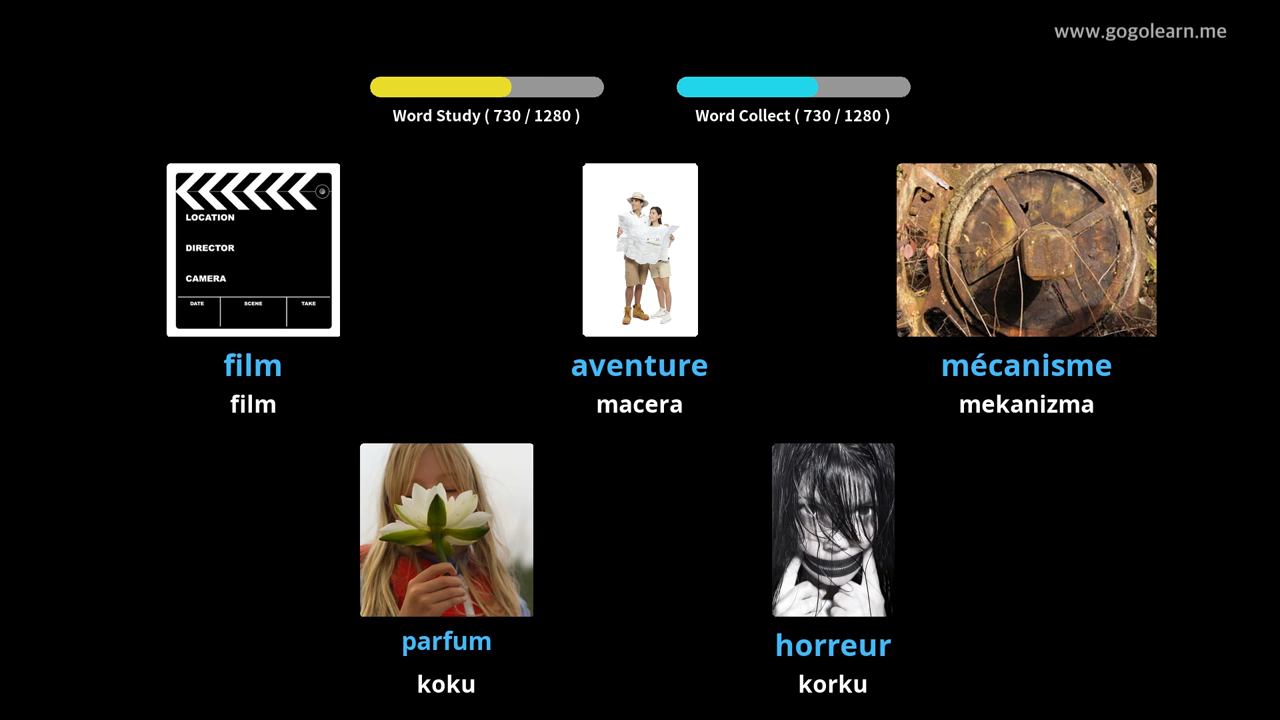 www.gogolearn.me
Word Study ( 730 / 1280 )
Word Collect ( 730 / 1280 )
LOCATION
DIRECTOR
CAMERA
DATE
SCENE
TAKE
film
film
aventure
macera
mécanisme
mekanizma
parfum
koku
horreur
korku